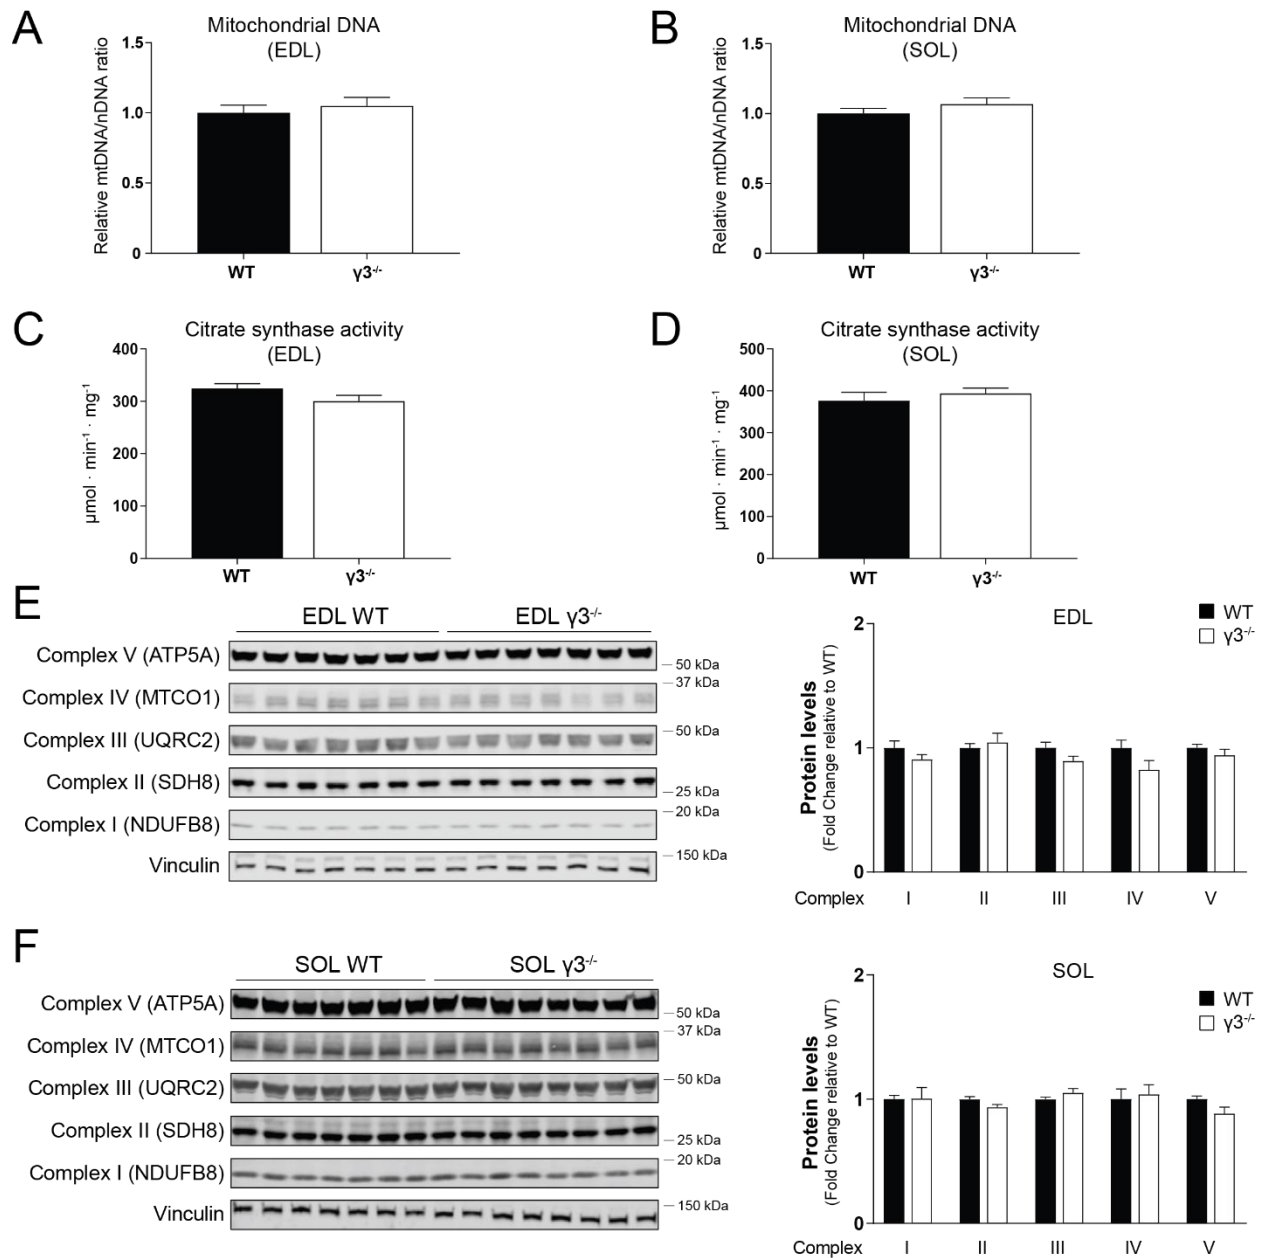 A
Mitochondrial DNA
(EDL)
Relative mtDNA/nDNA ratio
1.5
1.0
0.5
0
WT
γ3-/-
B
Mitochondrial DNA
(SOL)
Relative mtDNA/nDNA ratio
1.5
1.0
0.5
0
WT
γ3-/-
C
Citrate synthase activity
(EDL)
μmol · min-1 · mg-1
400
300
200
100
0
WT
γ3-/-
D
Citrate synthase activity
(SOL)
μmol · min-1 · mg-1
500
400
300
200
100
0
WT
γ3-/-
E
EDL WT
EDL γ3-/-
Complex V (ATP5A)
50 kDa
37 kDa
Complex IV (MTCO1)
Complex III (UQRC2)
50 kDa
Complex II (SDH8)
25 kDa
20 kDa
Complex I (NDUFB8)
Vinculin
150 kDa
EDL
WT
γ3-/-
Protein levels
(Fold Change relative to WT)
2
1
0
Complex I II III IV V
F
SOL WT
SOL γ3-/-
Complex V (ATP5A)
50 kDa
37 kDa
Complex IV (MTCO1)
Complex III (UQRC2)
50 kDa
Complex II (SDH8)
25 kDa
20 kDa
Complex I (NDUFB8)
Vinculin
150 kDa
SOL
WT
γ3-/-
Protein levels
(Fold Change relative to WT)
2
1
0
Complex I II III IV V